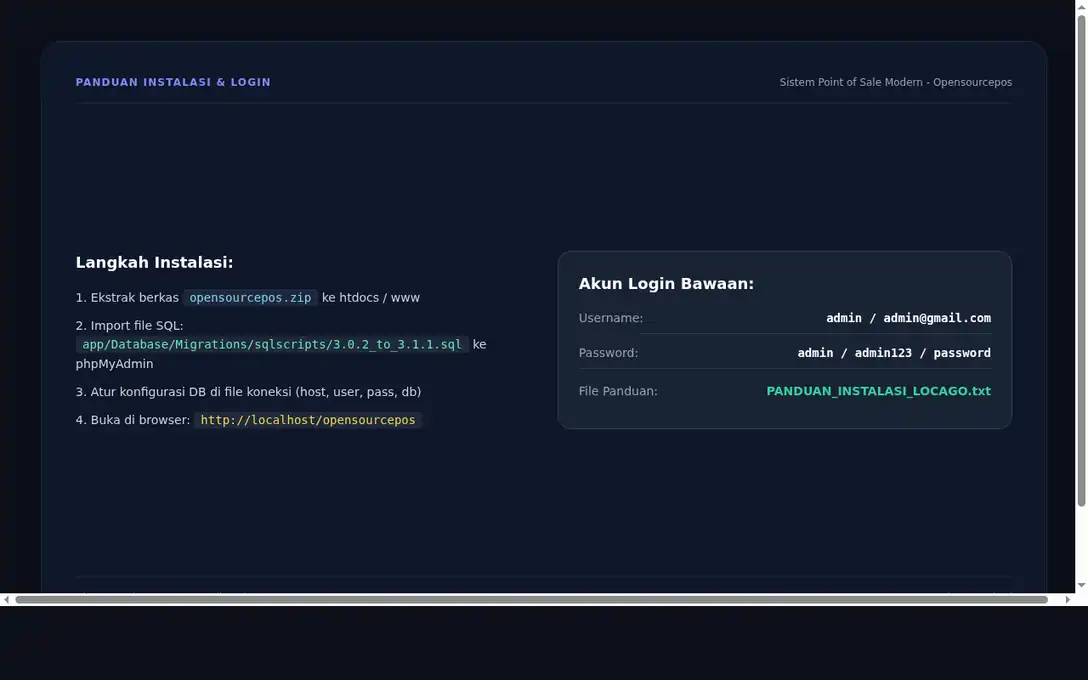 PANDUAN INSTALASI & LOGIN
Sistem Point of Sale Modern - Opensourcepos
Langkah Instalasi:
1. Ekstrak berkas opensourcepos.zip ke htdocs / www
2. Import file SQL:
app/Database/Migrations/sqlscripts/3.0.2_to_3.1.1.sql ke
phpMyAdmin
3. Atur konfigurasi DB di file koneksi (host, user, pass, db)
4. Buka di browser: http://localhost/opensourcepos
Akun Login Bawaan:
Username: admin / admin@gmail.com
Password: admin / admin123 / password
File Panduan: PANDUAN_INSTALASI_LOCAGO.txt